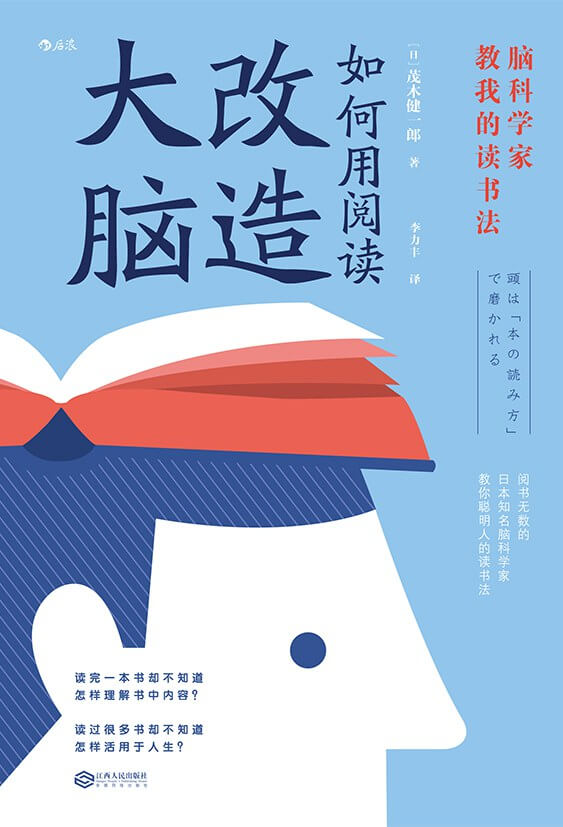 后浪
脑科学家
教我的读书法
[日]茂木健一郎 著
李力丰 译
如何用阅读
改造
大脑
頭は「本の読み方」
で磨かれる
阅书无数的
日本知名脑科学家
教你聪明人的读书法
读完一本书却不知道
怎样理解书中内容?
读过很多书却不知道
怎样活用于人生?
江西人民出版社